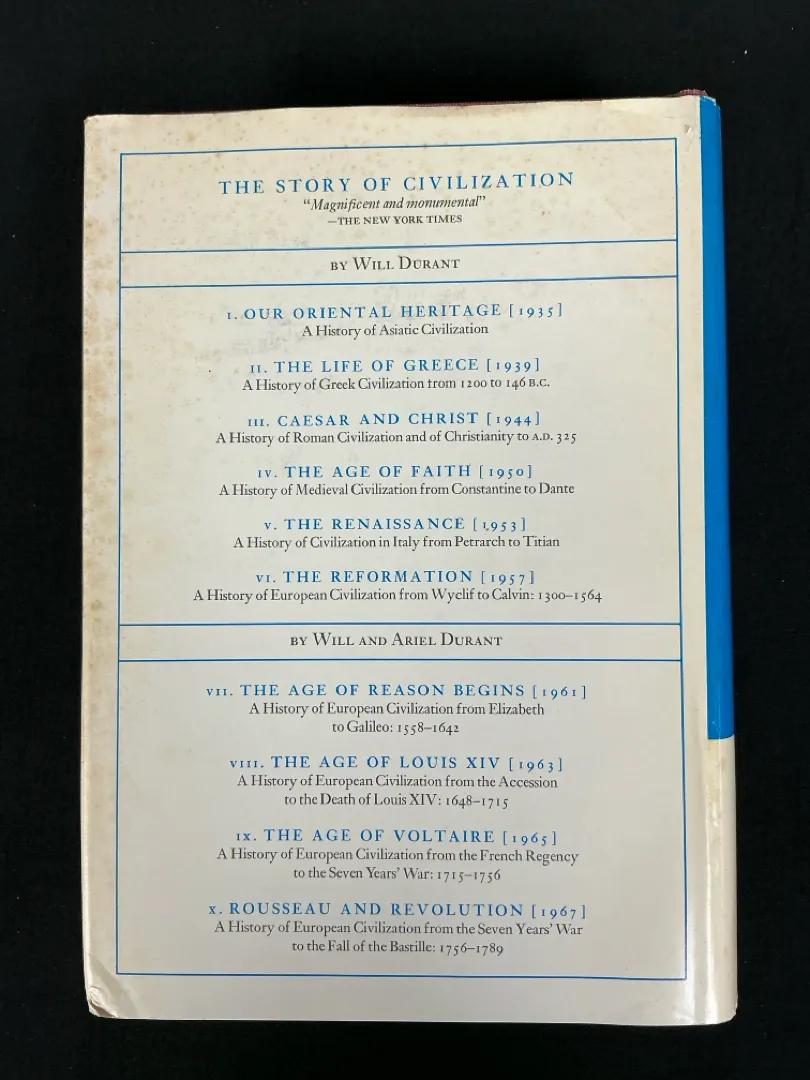 THE STORY OF CIVILIZATION
“Magnificent and monumental”
—THE NEW YORK TIMES
BY WILL DURANT
I. OUR ORIENTAL HERITAGE [1935]
A History of Asiatic Civilization
II. THE LIFE OF GREECE [1939]
A History of Greek Civilization from 1200 to 146 B.C.
III. CAESAR AND CHRIST [1944]
A History of Roman Civilization and of Christianity to A.D. 325
IV. THE AGE OF FAITH [1950]
A History of Medieval Civilization from Constantine to Dante
V. THE RENAISSANCE [1953]
A History of Civilization in Italy from Petrarch to Titian
VI. THE REFORMATION [1957]
A History of European Civilization from Wyclif to Calvin: 1300–1564
BY WILL AND ARIEL DURANT
VII. THE AGE OF REASON BEGINS [1961]
A History of European Civilization from Elizabeth
to Galileo: 1558–1642
VIII. THE AGE OF LOUIS XIV [1963]
A History of European Civilization from the Accession
to the Death of Louis XIV: 1648–1715
IX. THE AGE OF VOLTAIRE [1965]
A History of European Civilization from the French Regency
to the Seven Years’ War: 1715–1756
X. ROUSSEAU AND REVOLUTION [1967]
A History of European Civilization from the Seven Years’ War
to the Fall of the Bastille: 1756–1789